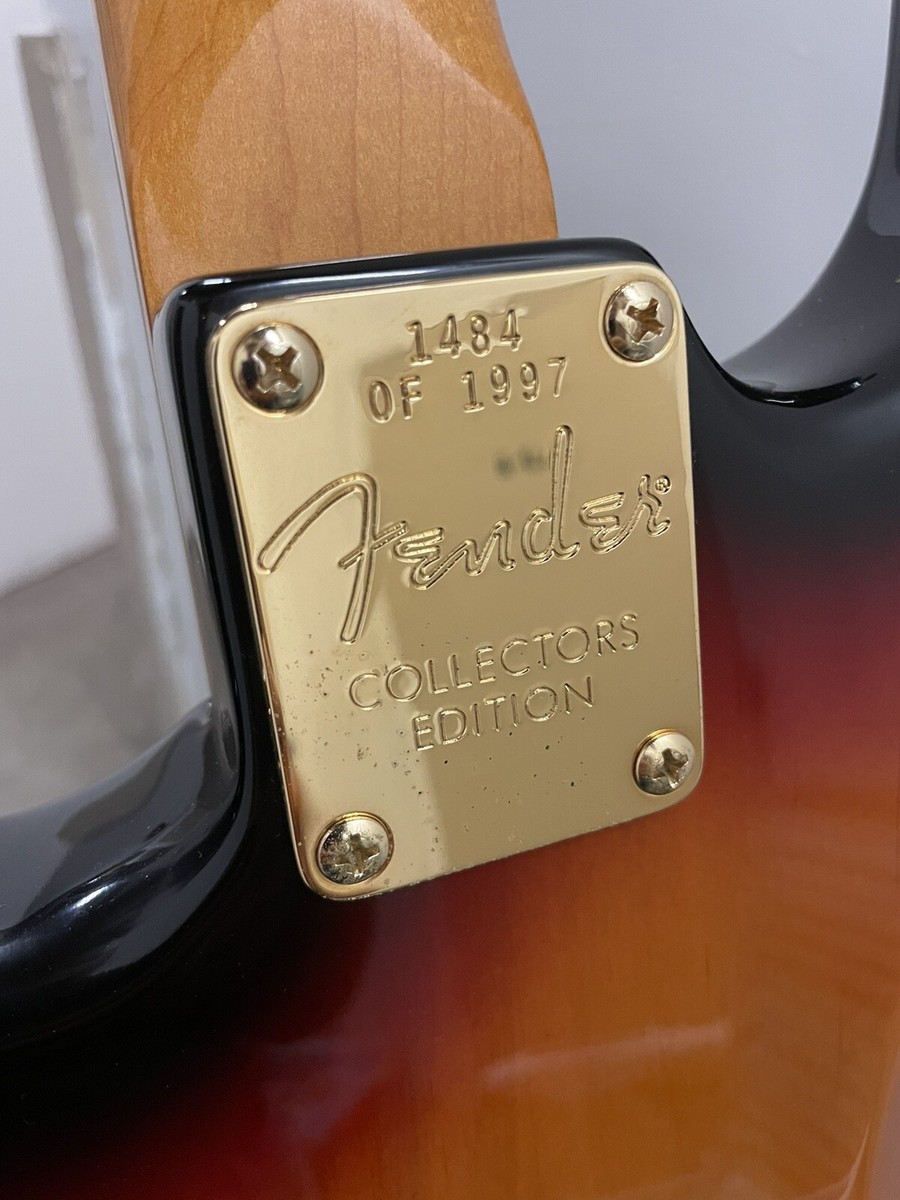 1484
OF 1997
Fender®
COLLECTORS
EDITION